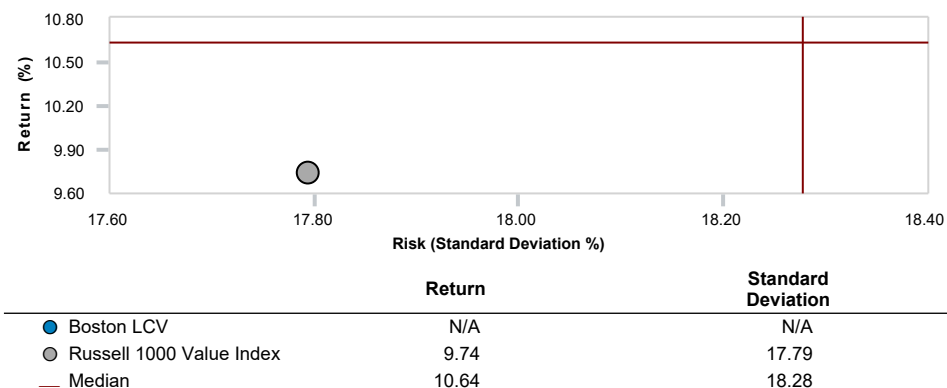 10.80
10.50
10.20
9.90
9.60
Return (%)
17.60 17.80 18.00 18.20 18.40
Risk (Standard Deviation %)
Return Standard Deviation
Boston LCV N/A N/A
Russell 1000 Value Index 9.74 17.79
Median 10.64 18.28